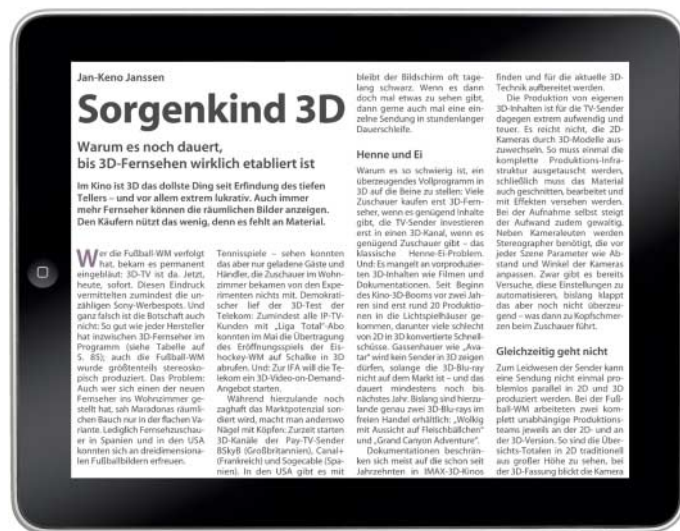 Jan-Keno Janssen
Sorgenkind 3D
Warum es noch dauert,
bis 3D-Fernsehen wirklich etabliert ist
Im Kino ist 3D das dollste Ding seit Erfindung des tiefen
Tellers – und vor allem extrem lukrativ. Auch immer
mehr Fernseher können die räumlichen Bilder anzeigen.
Den Käufern nützt das wenig, denn es fehlt an Material.
Wer die Fußball-WM verfolgt
hat, bekam es permanent
eingebläut: 3D-TV ist da. Jetzt,
heute, sofort. Diesen Eindruck
vermittelten zumindest die un-
zähligen Sony-Werbespots. Und
ganz falsch ist die Botschaft auch
nicht: So gut wie jeder Hersteller
hat inzwischen 3D-Fernseher im
Programm (siehe Tabelle auf
S. 85); auch die Fußball-WM
wurde größtenteils stereosko-
pisch produziert. Das Problem:
Auch wer sich einen der neuen
Fernseher ins Wohnzimmer ge-
stellt hat, sah Maradonas räumli-
chen Bauch nur in der flachen Va-
riante. Lediglich Fernsehzuschau-
er in Spanien und in den USA
konnten sich an dreidimensiona-
len Fußballbildern erfreuen.
Tennisspiele – sehen konnten
das aber nur geladene Gäste und
Händler, die Zuschauer im Wohn-
zimmer bekamen von den Expe-
rimenten nichts mit. Demokrati-
scher lief der 3D-Test der
Telekom: Zumindest alle IP-TV-
Kunden mit „Liga Total“-Abo
konnten im Mai die Übertragung
des Eröffnungsspiels der Eis-
hockey-WM auf Schalke in 3D
abrufen. Und: Zur IFA will die Te-
lekom ein 3D-Video-on-Demand-
Angebot starten.
Während hierzulande noch
zaghaft das Marktpotenzial son-
diert wird, macht man anderswo
Nägel mit Köpfen: Zurzeit starten
3D-Kanäle der Pay-TV-Sender
BSkyB (Großbritannien), Canal+
(Frankreich) und Sogecable (Spa-
nien). In den USA gibt es mit
bleibt der Bildschirm oft tage-
lang schwarz. Wenn es dann
doch mal etwas zu sehen gibt,
dann gerne auch mal eine ein-
zelne Sendung in stundenlanger
Dauerschleife.
Henne und Ei
Warum es so schwierig ist, ein
überzeugendes Vollprogramm in
3D auf die Beine zu stellen: Viele
Zuschauer kaufen erst 3D-Fern-
seher, wenn es genügend Inhalte
gibt, die TV-Sender investieren
erst in einen 3D-Kanal, wenn es
genügend Zuschauer gibt – das
klassische Henne-Ei-Problem.
Und: Es mangelt an vorproduzier-
ten 3D-Inhalten wie Filmen und
Dokumentationen. Seit Beginn
des Kino-3D-Booms vor zwei Jah-
ren sind erst rund 20 Produktio-
nen in die Lichtspielhäuser ge-
kommen, darunter viele schlecht
von 2D in 3D konvertierte Schnell-
schüsse. Gassenhauer wie „Ava-
tar“ wird kein Sender in 3D zeigen
dürfen, solange die 3D-Blu-ray
nicht auf dem Markt ist – und das
dauert mindestens noch bis
nächstes Jahr. Bislang sind hierzu-
lande genau zwei 3D-Blu-rays im
freien Handel erhältlich: „Wolkig
mit Aussicht auf Fleischbällchen“
und „Grand Canyon Adventure“.
Dokumentationen beschrän-
ken sich meist auf die schon seit
Jahrzehnten in IMAX-3D-Kinos
finden und für die aktuelle 3D-
Technik aufbereitet werden.
Die Produktion von eigenen
3D-Inhalten ist für die TV-Sender
dagegen extrem aufwendig und
teuer. Es reicht nicht, die 2D-
Kameras durch 3D-Modelle aus-
zuwechseln. So muss einmal die
komplette Produktions-Infra-
struktur ausgetauscht werden,
schließlich muss das Material
auch geschnitten, bearbeitet und
mit Effekten versehen werden.
Bei der Aufnahme selbst steigt
der Aufwand zudem gewaltig.
Neben Kameraleuten werden
Stereographer benötigt, die vor
jeder Szene Parameter wie Ab-
stand und Winkel der Kameras
anpassen. Zwar gibt es bereits
Versuche, diese Einstellungen zu
automatisieren, bislang klappt
das aber noch nicht überzeu-
gend – was dann zu Kopfschmer-
zen beim Zuschauer führt.
Gleichzeitig geht nicht
Zum Leidwesen der Sender kann
eine Sendung nicht einmal pro-
blemlos parallel in 2D und 3D
produziert werden. Bei der Fuß-
ball-WM arbeiteten zwei kom-
plett unabhängige Produktions-
teams jeweils an der 2D- und an
der 3D-Version. So sind die Über-
sichts-Totalen in 2D traditionell
aus großer Höhe zu sehen, bei
der 3D-Fassung blickt die Kamera